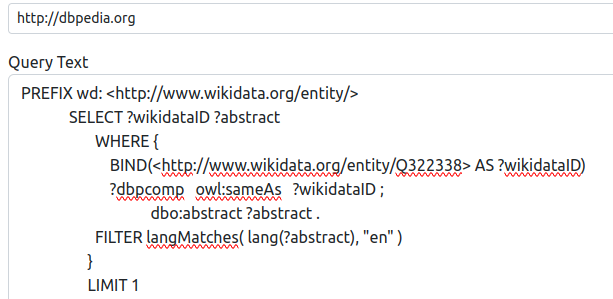 http://dbpedia.org
Query Text
PREFIX wd: <http://www.wikidata.org/entity/>
SELECT ?wikidataID ?abstract
WHERE {
BIND(<http://www.wikidata.org/entity/Q322338> AS ?wikidataID)
?dbpcomp owl:sameAs ?wikidataID ;
dbo:abstract ?abstract .
FILTER langMatches( lang(?abstract), "en" )
}
LIMIT 1